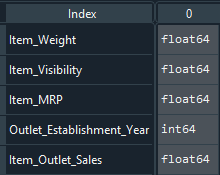 Index 0
Item_Weight float64
Item_Visibility float64
Item_MRP float64
Outlet_Establishment_Year int64
Item_Outlet_Sales float64